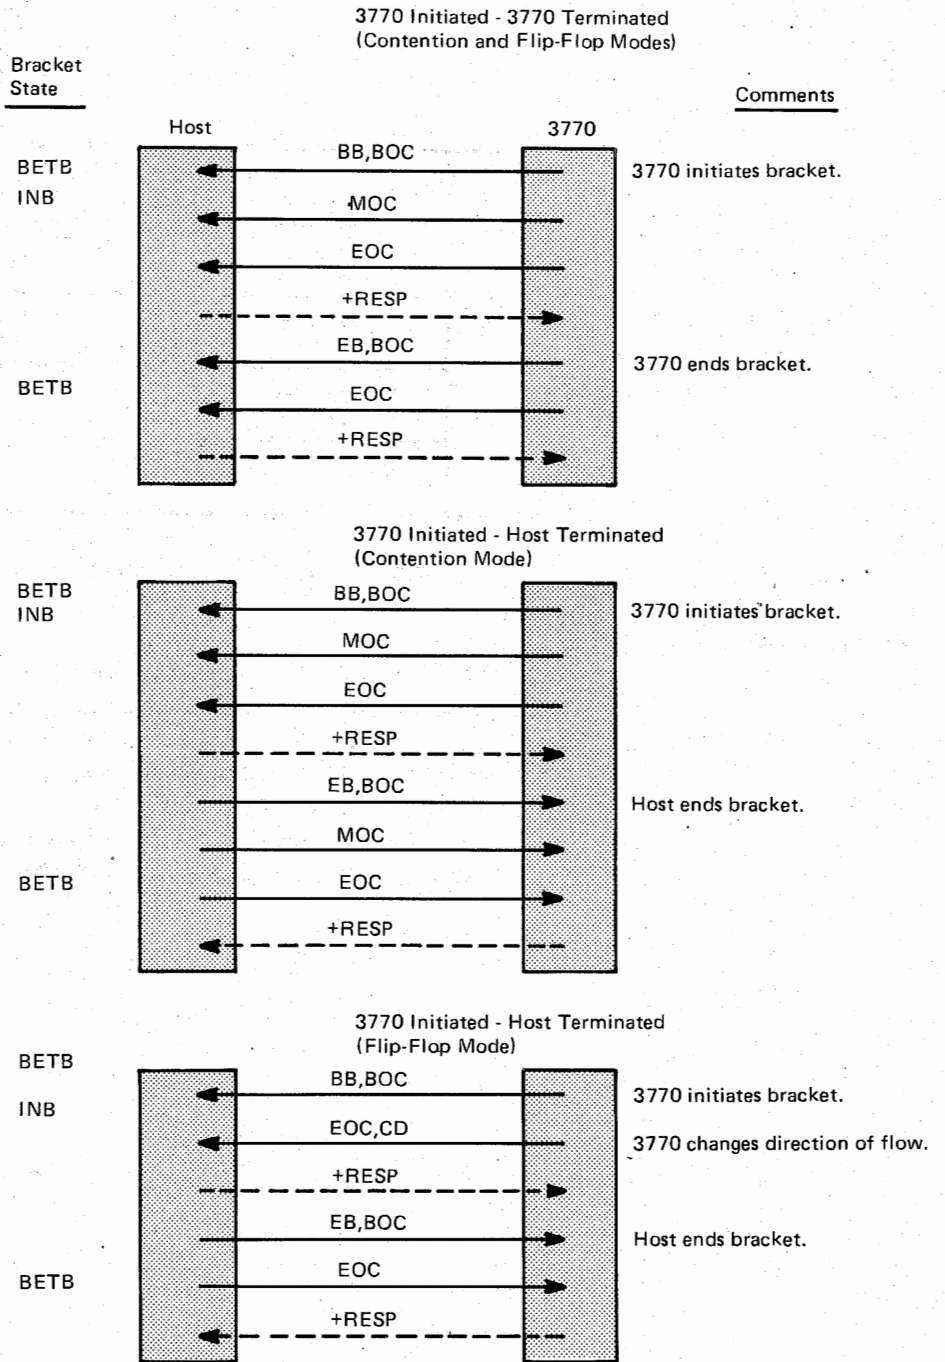 3770 Initiated - 3770 Terminated
(Contention and Flip-Flop Modes)
Bracket
State
Comments
Host
3770
BB,BOC
BETB
3770 initiates bracket.
INB
MOC
EOC
+RESP
EB,BOC
3770 ends bracket.
BETB
EOC
+RESP
3770 Initiated - Host Terminated
(Contention Mode)
BETB
BB,BOC
INB
3770 initiates bracket.
MOC
EOC
+RESP
EB,BOC
Host ends bracket.
MOC
BETB
EOC
+RESP
3770 Initiated - Host Terminated
(Flip-Flop Mode)
BETB
BB,BOC
3770 initiates bracket.
INB
EOC,CD
3770 changes direction of flow.
+RESP
EB,BOC
Host ends bracket.
EOC
BETB
+RESP